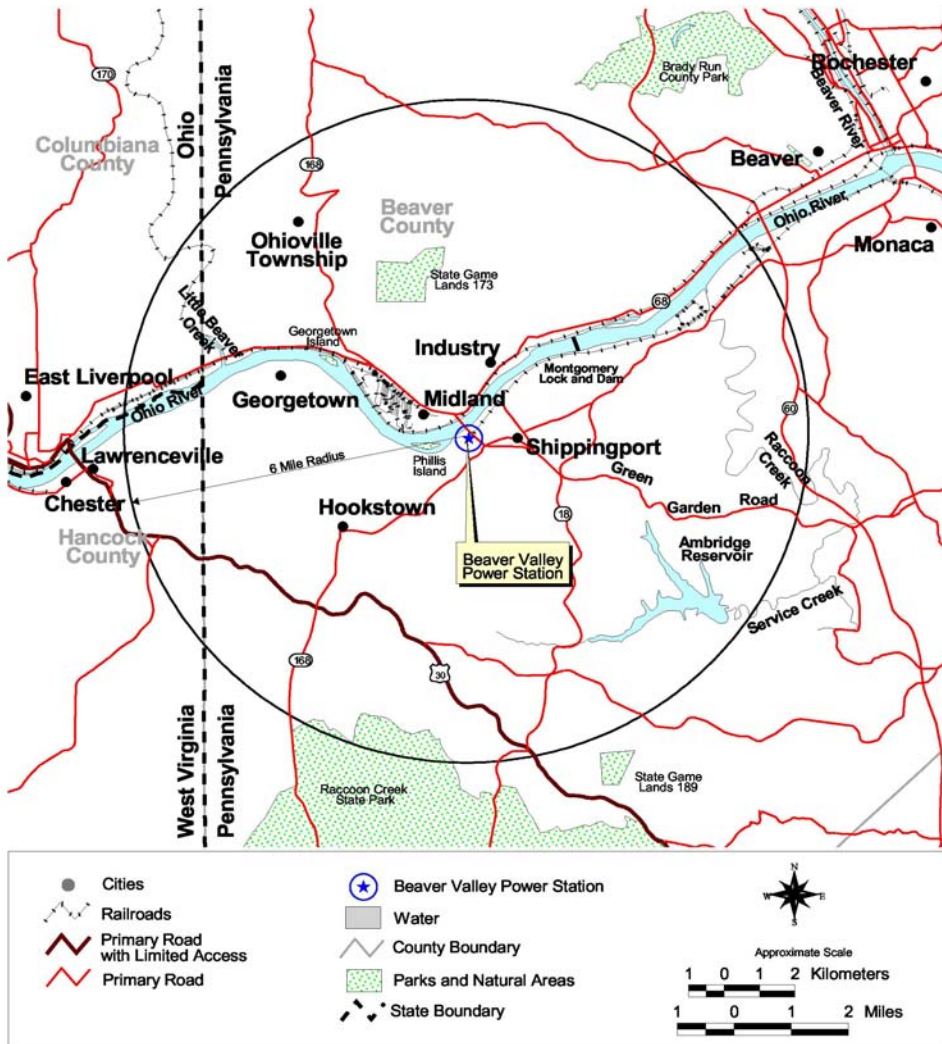 170
Columbiana
County
Ohio
Pennsylvania
168
Brady Run
County Park
Rochester
Beaver River
Beaver
Ohio River
Monaca
Beaver
County
Ohioville
Township
State Game
Lands 173
68
Little Beaver
Creek
Georgetown
Island
Industry
Montgomery
Lock and Dam
East Liverpool
Ohio River
Georgetown
Midland
60
Lawrenceville
6 Mile Radius
Phillis
Island
Shippingport
Raccoon
Creek
Chester
Hookstown
Green
Garden
Road
18
Hancock
County
Beaver Valley
Power Station
Ambridge
Reservoir
Service Creek
168
30
West Virginia
Pennsylvania
Raccoon Creek
State Park
State Game
Lands 189
Cities
Railroads
Primary Road
with Limited Access
Primary Road
Beaver Valley Power Station
Water
County Boundary
Parks and Natural Areas
State Boundary
N
W
E
S
Approximate Scale
1 0 1 2 Kilometers
1 0 1 2 Miles